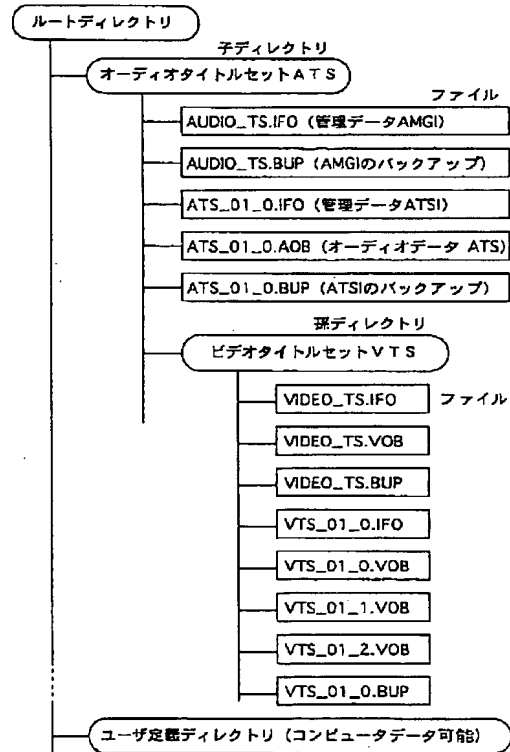 ルートディレクトリ
子ディレクトリ
オーディオタイトルセットATS
ファイル
AUDIO_TS.IFO (管理データAMGI)
AUDIO_TS.BUP (AMGIのバックアップ)
ATS_01_0.IFO (管理データATSI)
ATS_01_0.AOB (オーディオデータ ATS)
ATS_01_0.BUP (ATSIのバックアップ)
孫ディレクトリ
ビデオタイトルセットVTS
VIDEO_TS.IFO ファイル
VIDEO_TS.VOB
VIDEO_TS.BUP
VTS_01_0.IFO
VTS_01_0.VOB
VTS_01_1.VOB
VTS_01_2.VOB
VTS_01_0.BUP
ユーザ定義ディレクトリ (コンピュータデータ可能)